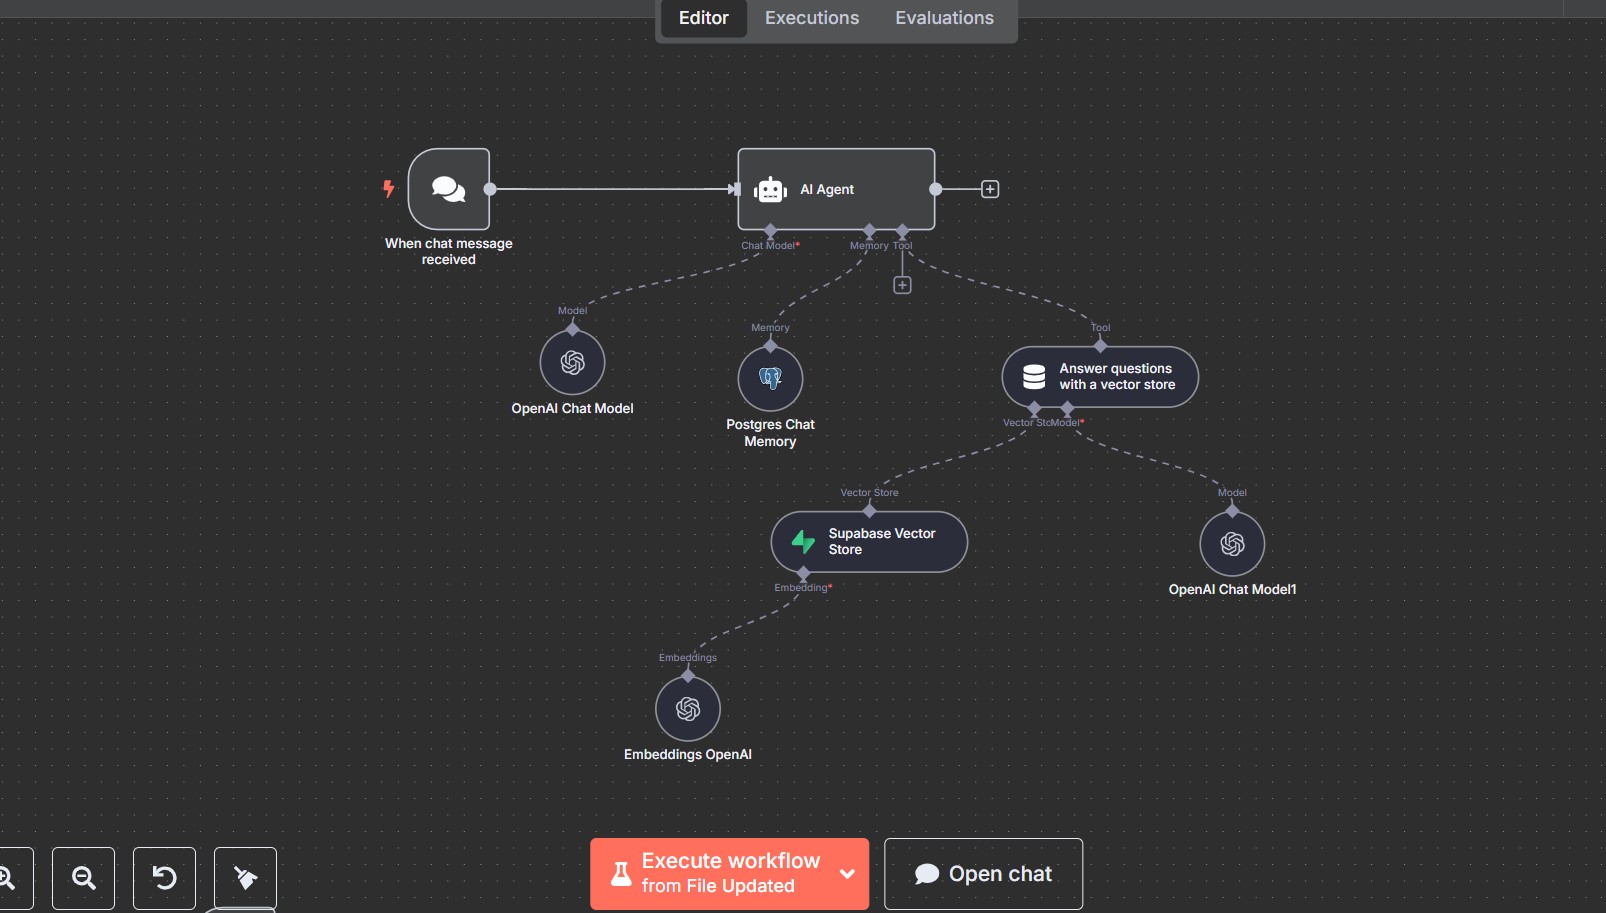 Editor Executions Evaluations
AI Agent
When chat message
received
Chat Model*
Memory Tool
Model
OpenAI Chat Model
Memory
Postgres Chat
Memory
Tool
Answer questions
with a vector store
Vector Sto
Model*
Vector Store
Supabase Vector
Store
Model
OpenAI Chat Model1
Embedding*
Embeddings
Embeddings OpenAI
Execute workflow
from File Updated
Open chat